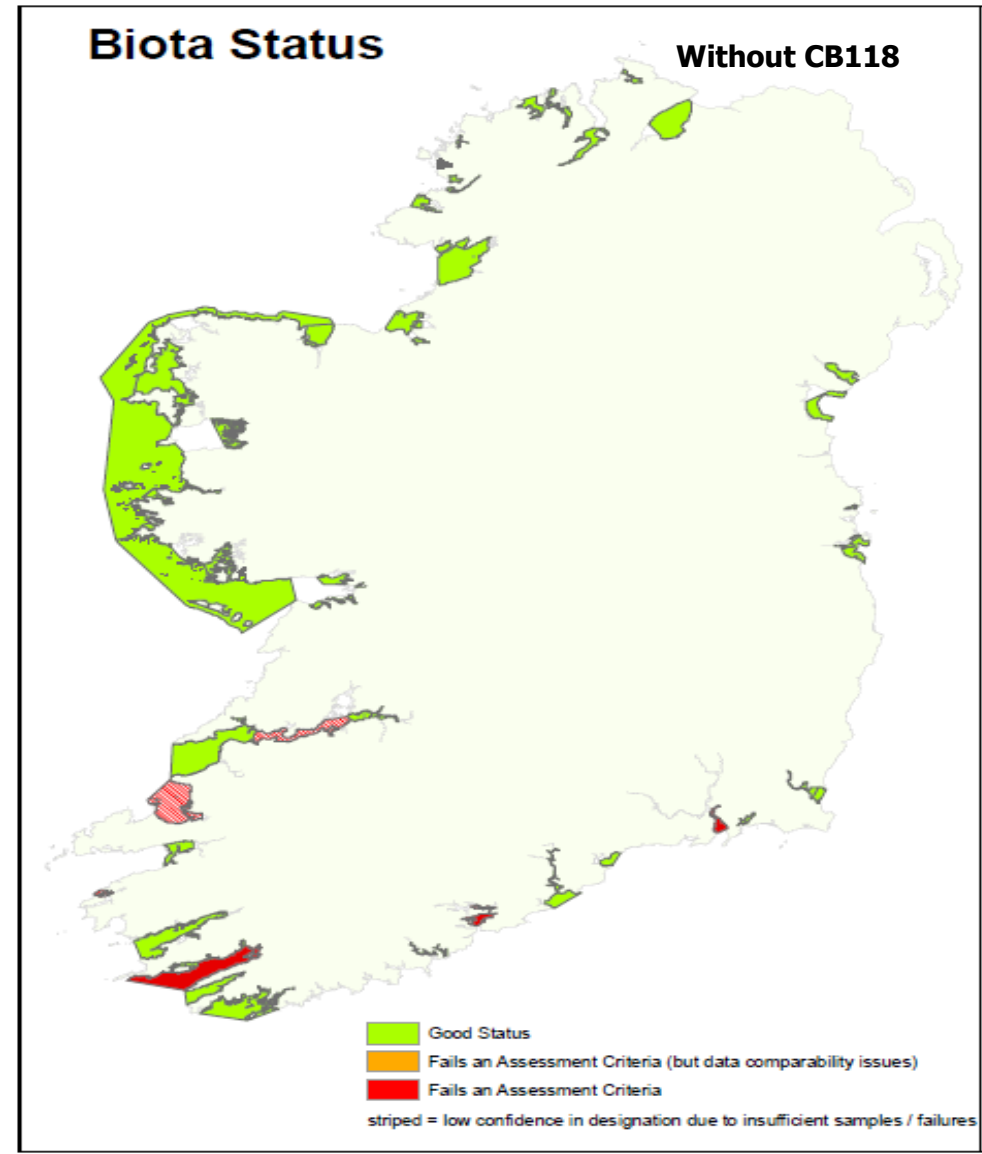 Biota Status
Without CB118
Good Status
Fails an Assessment Criteria (but data comparability issues)
Fails an Assessment Criteria
striped = low confidence in designation due to insufficient samples / failures